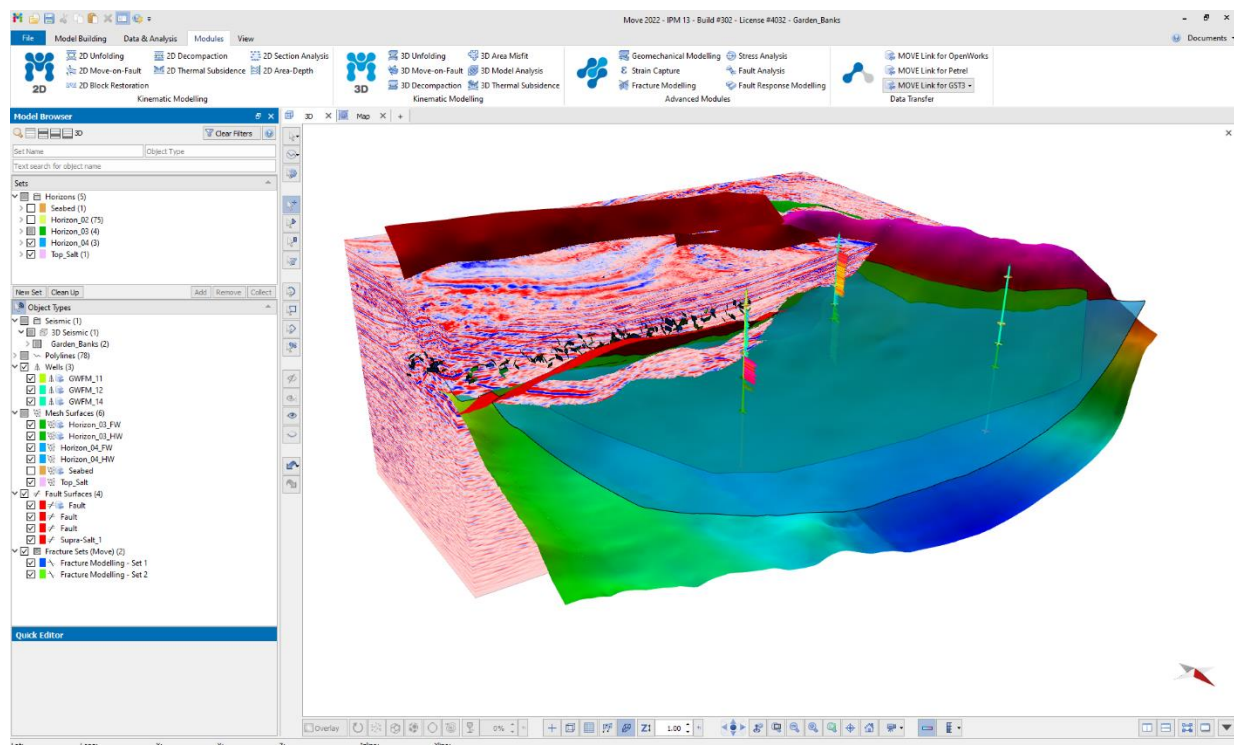 Move 2022 - IPM 13 - Build #302 - License #4032 - Garden_Banks
File Model Building Data & Analysis Modules View Documents
2D Unfolding 2D Decompaction 2D Section Analysis 3D Unfolding 3D Area Misfit Geomechanical Modelling Stress Analysis MOVE Link for OpenWorks
2D Move-on-Fault 2D Thermal Subsidence 2D Area-Depth 3D Move-on-Fault 3D Model Analysis Strain Capture Fault Analysis MOVE Link for Petrel
2D 2D Block Restoration 3D 3D Decompaction 3D Thermal Subsidence Fracture Modelling Fault Response Modelling MOVE Link for GST3
Kinematic Modelling Kinematic Modelling Advanced Modules Data Transfer
Model Browser 3D Map +
3D Clear Filters
Set Name Object Type
Text search for object name
Sets
Horizons (5)
Seabed (1)
Horizon_02 (75)
Horizon_03 (4)
Horizon_04 (3)
Top_Salt (1)
New Set Clean Up Add Remove Collect
Object Types
Seismic (1)
3D Seismic (1)
Garden_Banks (2)
Polylines (78)
Wells (3)
GWFM_11
GWFM_12
GWFM_14
Mesh Surfaces (6)
Horizon_03_FW
Horizon_03_HW
Horizon_04_FW
Horizon_04_HW
Seabed
Top_Salt
Fault Surfaces (4)
Fault
Fault
Fault
Supra-Salt_1
Fracture Sets (Move) (2)
Fracture Modelling - Set 1
Fracture Modelling - Set 2
Quick Editor
Overlay 0% Z: 1.00